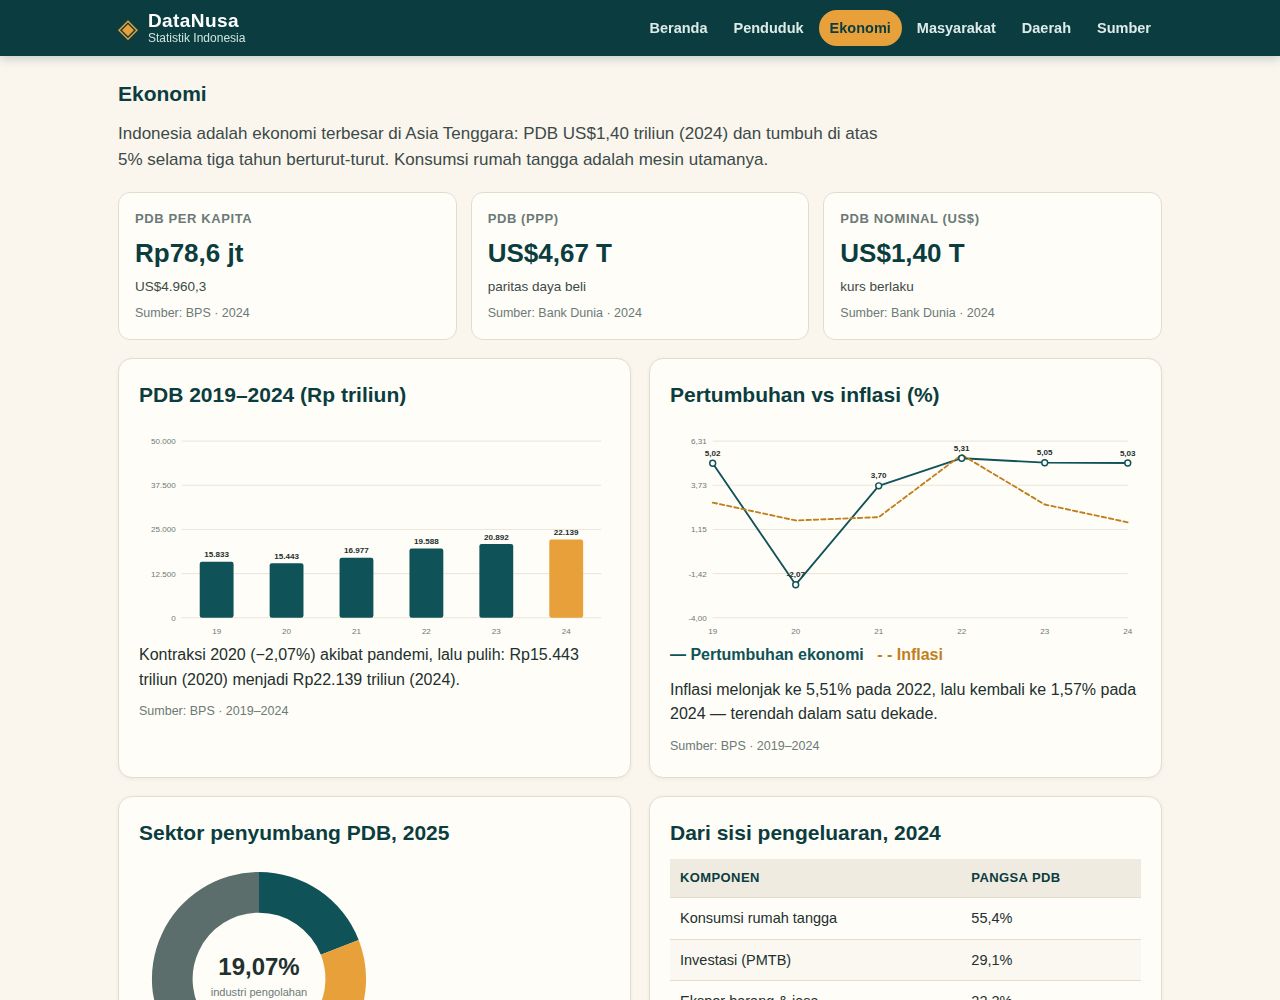 DataNusa
Statistik Indonesia
Beranda Penduduk Ekonomi Masyarakat Daerah Sumber
Ekonomi
Indonesia adalah ekonomi terbesar di Asia Tenggara: PDB US$1,40 triliun (2024) dan tumbuh di atas
5% selama tiga tahun berturut-turut. Konsumsi rumah tangga adalah mesin utamanya.
PDB PER KAPITA
Rp78,6 jt
US$4.960,3
Sumber: BPS · 2024
PDB (PPP)
US$4,67 T
paritas daya beli
Sumber: Bank Dunia · 2024
PDB NOMINAL (US$)
US$1,40 T
kurs berlaku
Sumber: Bank Dunia · 2024
PDB 2019–2024 (Rp triliun)
50.000
37.500
25.000
12.500
0
15.833
15.443
16.977
19.588
20.892
22.139
19 20 21 22 23 24
Kontraksi 2020 (−2,07%) akibat pandemi, lalu pulih: Rp15.443
triliun (2020) menjadi Rp22.139 triliun (2024).
Sumber: BPS · 2019–2024
Pertumbuhan vs inflasi (%)
6,31
3,73
1,15
-1,42
-4,00
5,02
-2,07
3,70
5,31
5,05
5,03
19 20 21 22 23 24
— Pertumbuhan ekonomi - - Inflasi
Inflasi melonjak ke 5,51% pada 2022, lalu kembali ke 1,57% pada
2024 — terendah dalam satu dekade.
Sumber: BPS · 2019–2024
Sektor penyumbang PDB, 2025
19,07%
industri pengolahan
Dari sisi pengeluaran, 2024
KOMPONEN PANGSA PDB
Konsumsi rumah tangga 55,4%
Investasi (PMTB) 29,1%